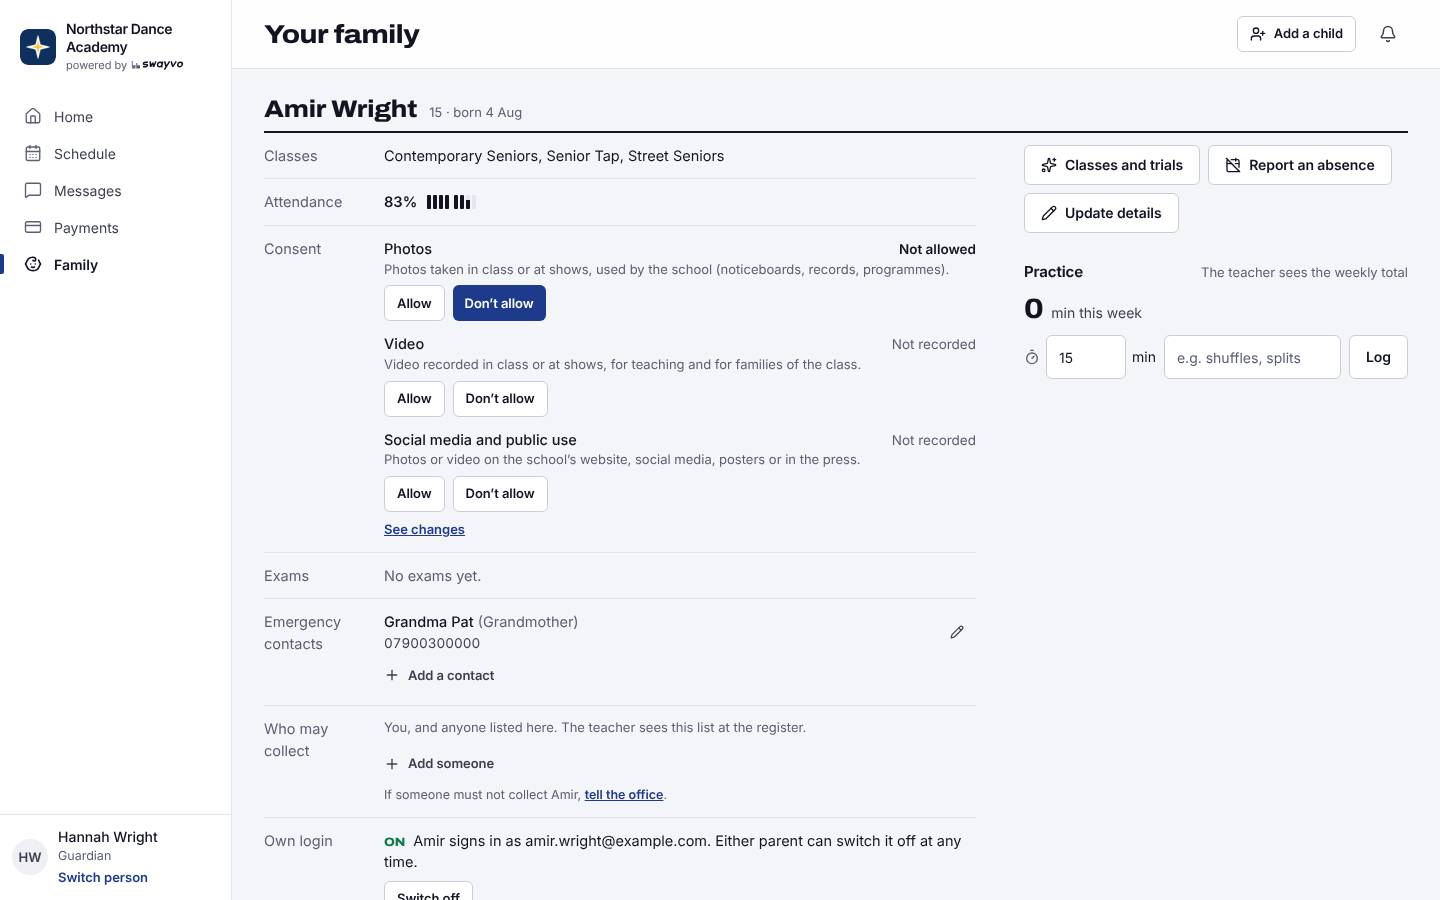 Northstar Dance
Academy
powered by swayvo
Home
Schedule
Messages
Payments
Family
Hannah Wright
HW
Guardian
Switch person
Your family
Add a child
Amir Wright 15 · born 4 Aug
Classes Contemporary Seniors, Senior Tap, Street Seniors
Attendance 83%
Consent Photos Not allowed
Photos taken in class or at shows, used by the school (noticeboards, records, programmes).
Allow Don’t allow
Video Not recorded
Video recorded in class or at shows, for teaching and for families of the class.
Allow Don’t allow
Social media and public use Not recorded
Photos or video on the school’s website, social media, posters or in the press.
Allow Don’t allow
See changes
Exams No exams yet.
Emergency
contacts
Grandma Pat (Grandmother)
07900300000
Add a contact
Who may
collect
You, and anyone listed here. The teacher sees this list at the register.
Add someone
If someone must not collect Amir, tell the office.
Own login ON Amir signs in as amir.wright@example.com. Either parent can switch it off at any
time.
Switch off
Classes and trials Report an absence
Update details
Practice The teacher sees the weekly total
0 min this week
15 min e.g. shuffles, splits Log